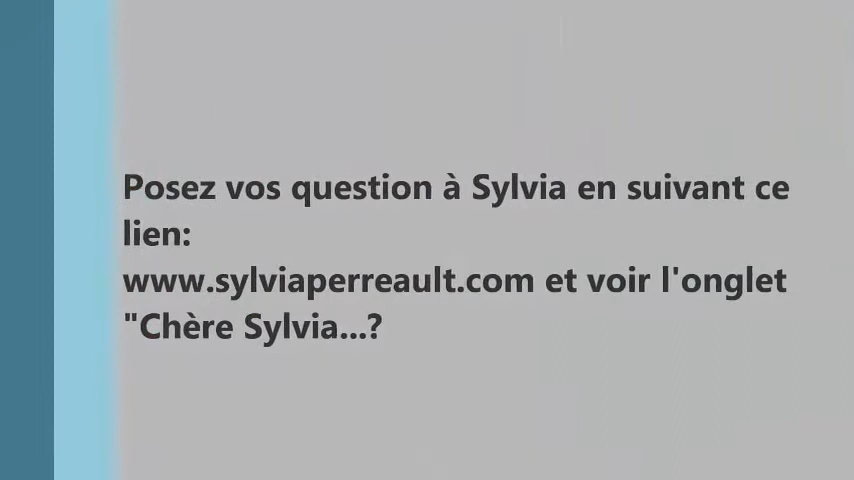 Posez vos question à Sylvia en suivant ce
lien:
www.sylviaperreault.com et voir l'onglet
"Chère Sylvia...?